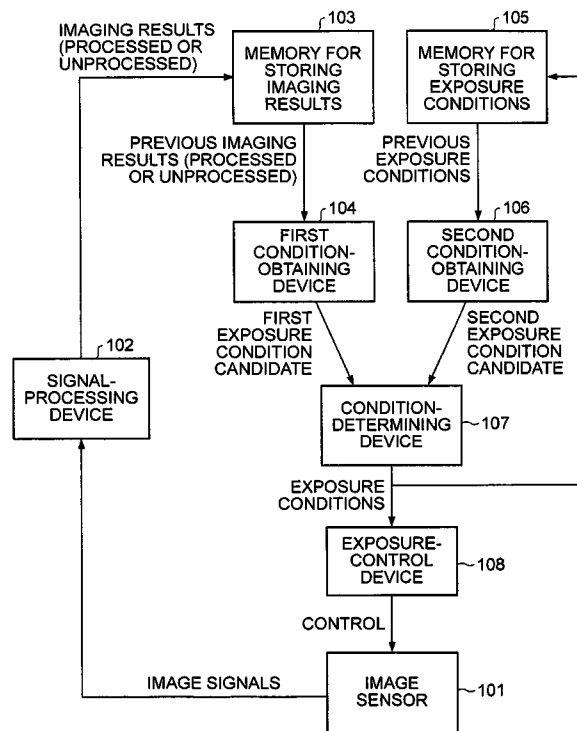 IMAGING RESULTS
(PROCESSED OR
UNPROCESSED)
103
MEMORY FOR
STORING
IMAGING
RESULTS
105
MEMORY FOR
STORING
EXPOSURE
CONDITIONS
PREVIOUS IMAGING
RESULTS (PROCESSED
OR UNPROCESSED)
PREVIOUS
EXPOSURE
CONDITIONS
104
FIRST
CONDITION-
OBTAINING
DEVICE
106
SECOND
CONDITION-
OBTAINING
DEVICE
FIRST
EXPOSURE
CONDITION
CANDIDATE
SECOND
EXPOSURE
CONDITION
CANDIDATE
102
SIGNAL-
PROCESSING
DEVICE
CONDITION-
DETERMINING
DEVICE
107
EXPOSURE
CONDITIONS
EXPOSURE-
CONTROL
DEVICE
108
CONTROL
IMAGE SIGNALS
IMAGE
SENSOR
101